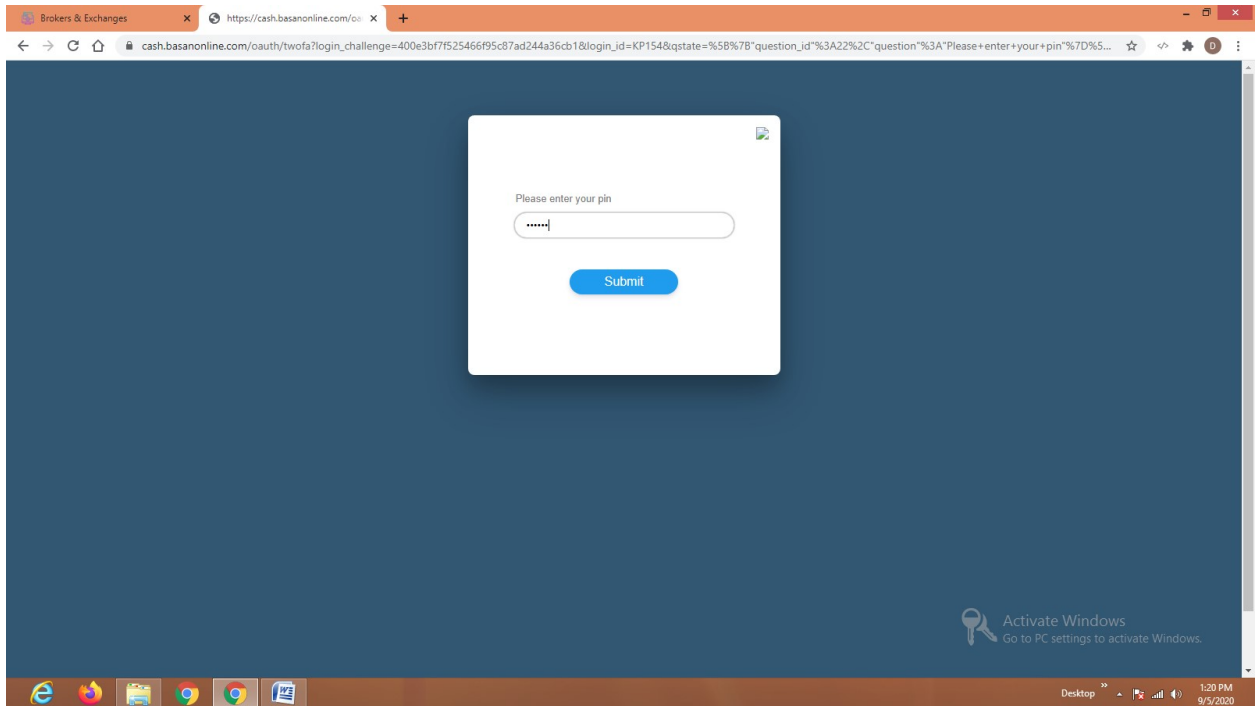 Brokers & Exchanges
https://cash.basanonline.com/oa
cash.basanonline.com/oauth/twofa?login_challenge=400e3bf7f525466f95c87ad244a36cb1&login_id=KP154&qstate=%5B%7B"question_id"%3A22%2C"question"%3A"Please+enter+your+pin"%7D%5...
D
Please enter your pin
••••••
Submit
Activate Windows
Go to PC settings to activate Windows.
Desktop
1:20 PM
9/5/2020